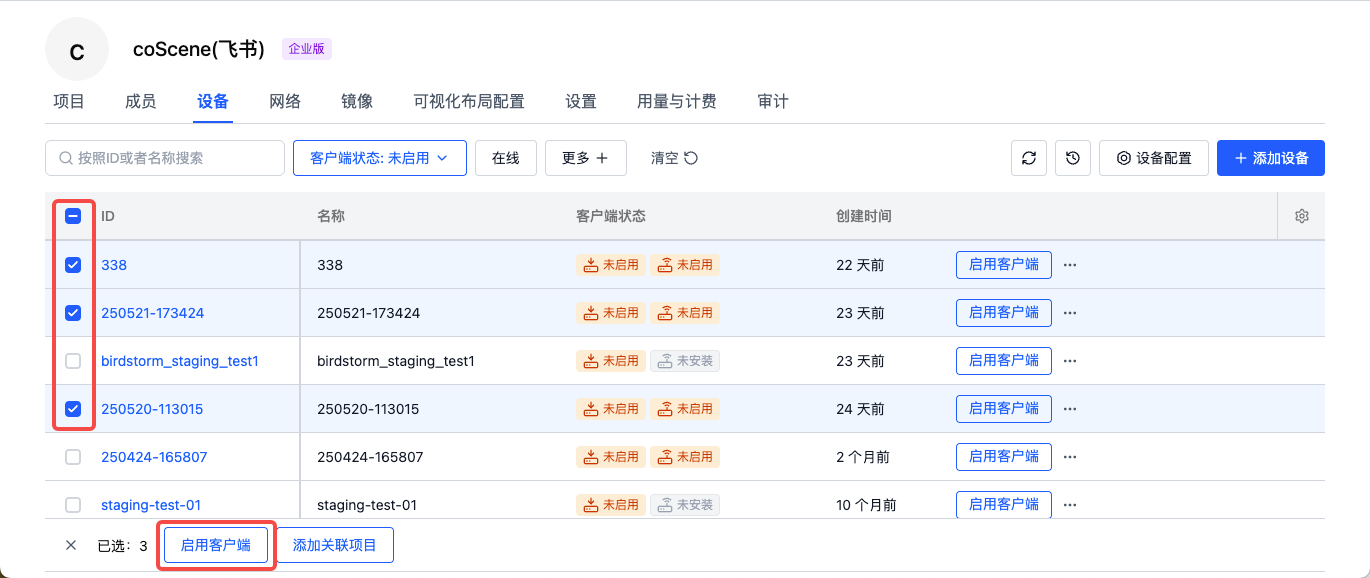 C coScene(飞书) 企业版
项目 成员 设备 网络 镜像 可视化布局配置 设置 用量与计费 审计
按照ID或者名称搜索 客户端状态: 未启用 在线 更多 清空 设备配置 添加设备
ID 名称 客户端状态 创建时间
338 338 未启用 未启用 22 天前 启用客户端
250521-173424 250521-173424 未启用 未启用 23 天前 启用客户端
birdstorm_staging_test1 birdstorm_staging_test1 未启用 未安装 23 天前 启用客户端
250520-113015 250520-113015 未启用 未启用 24 天前 启用客户端
250424-165807 250424-165807 未启用 未启用 2 个月前 启用客户端
staging-test-01 staging-test-01 未启用 未安装 10 个月前 启用客户端
已选: 3 启用客户端 添加关联项目